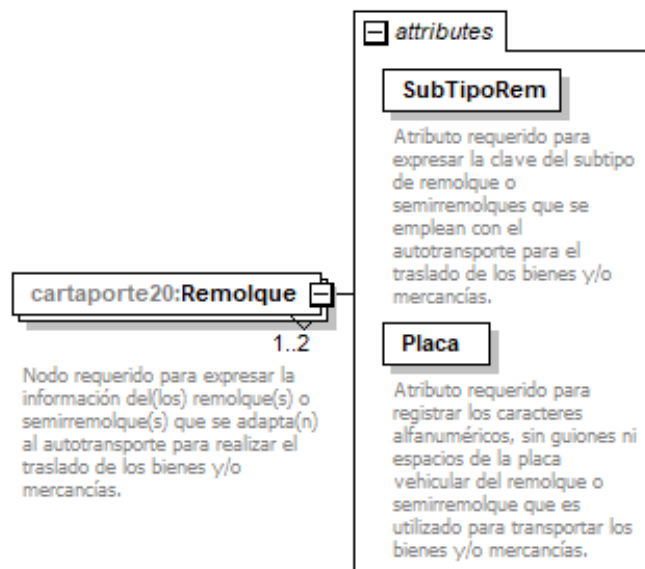 attributes
SubTipoRem
Atributo requerido para
expresar la clave del subtipo
de remolque o
semirremolques que se
emplean con el
autotransporte para el
traslado de los bienes y/o
mercancías.
cartaporte20:Remolque
1..2
Nodo requerido para expresar la
información del(los) remolque(s) o
semirremolque(s) que se adapta(n)
al autotransporte para realizar el
traslado de los bienes y/o
mercancías.
Placa
Atributo requerido para
registrar los caracteres
alfanuméricos, sin guiones ni
espacios de la placa
vehicular del remolque o
semirremolque que es
utilizado para transportar los
bienes y/o mercancías.